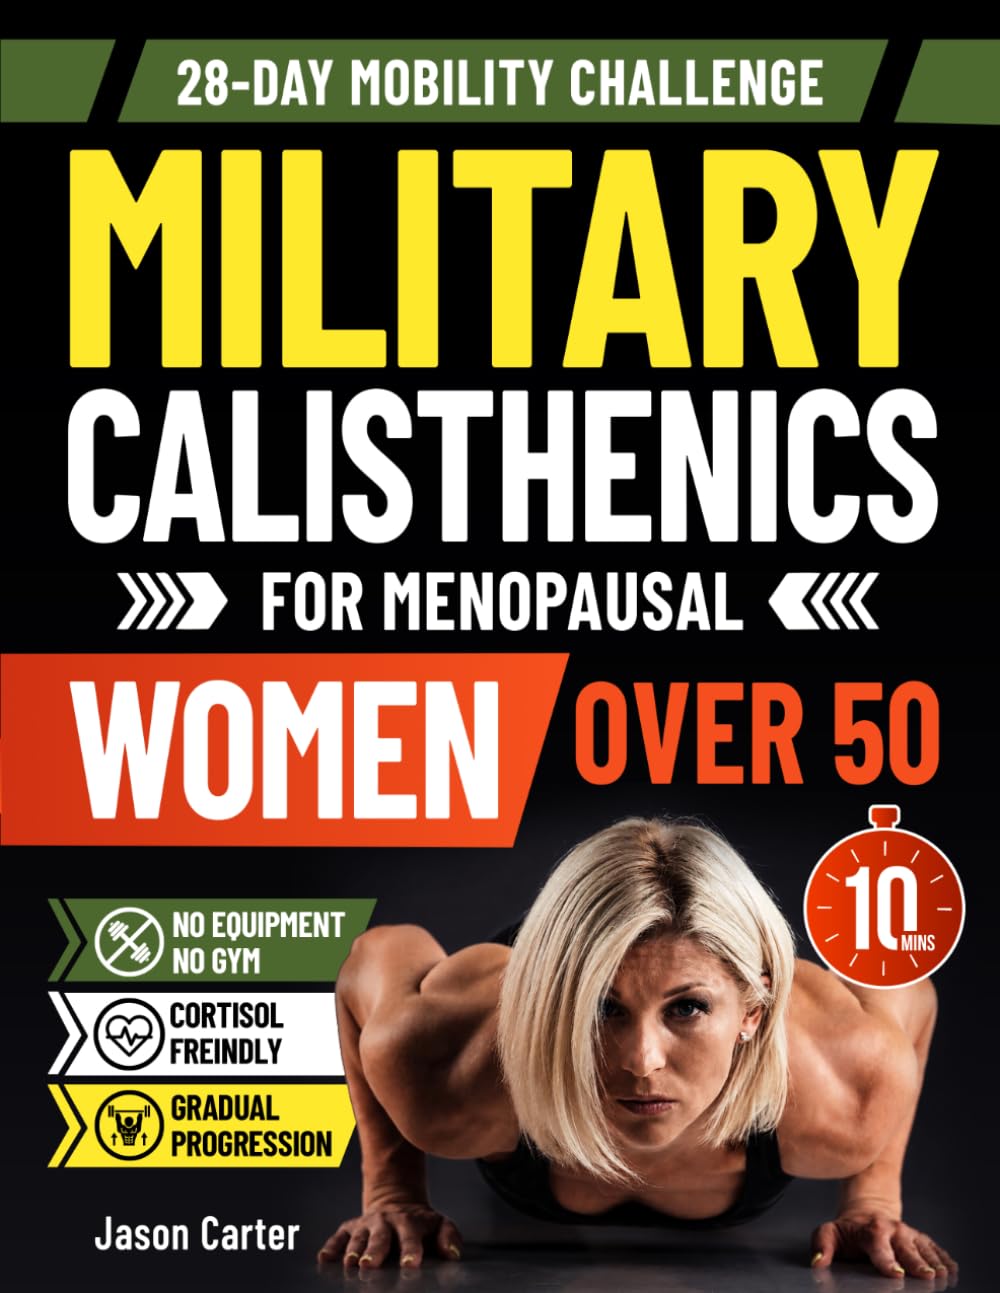 28-DAY MOBILITY CHALLENGE
MILITARY
CALISTHENICS
FOR MENOPAUSAL
WOMEN OVER 50
10
MINS
NO EQUIPMENT
NO GYM
CORTISOL
FREINDLY
GRADUAL
PROGRESSION
Jason Carter